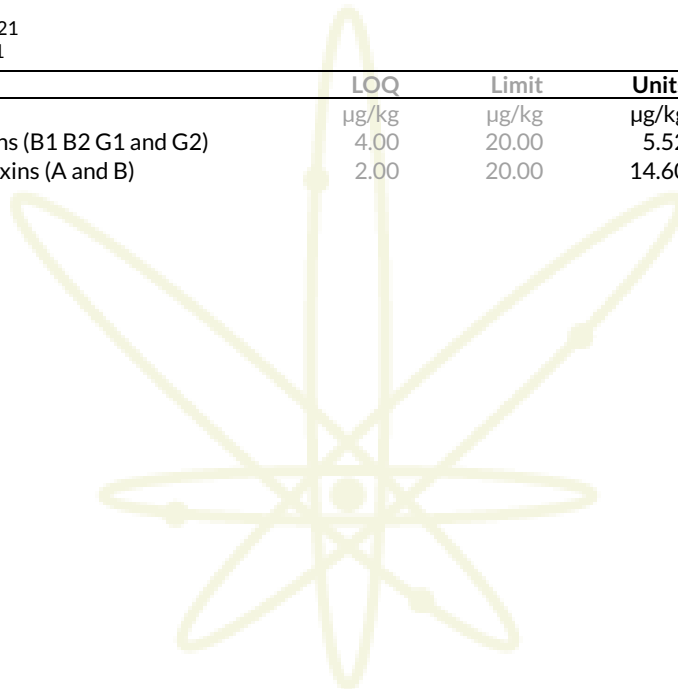 21
1
LOQ Limit Unit
µg/kg µg/kg µg/kg
ns (B1 B2 G1 and G2) 4.00 20.00 5.52
xins (A and B) 2.00 20.00 14.60